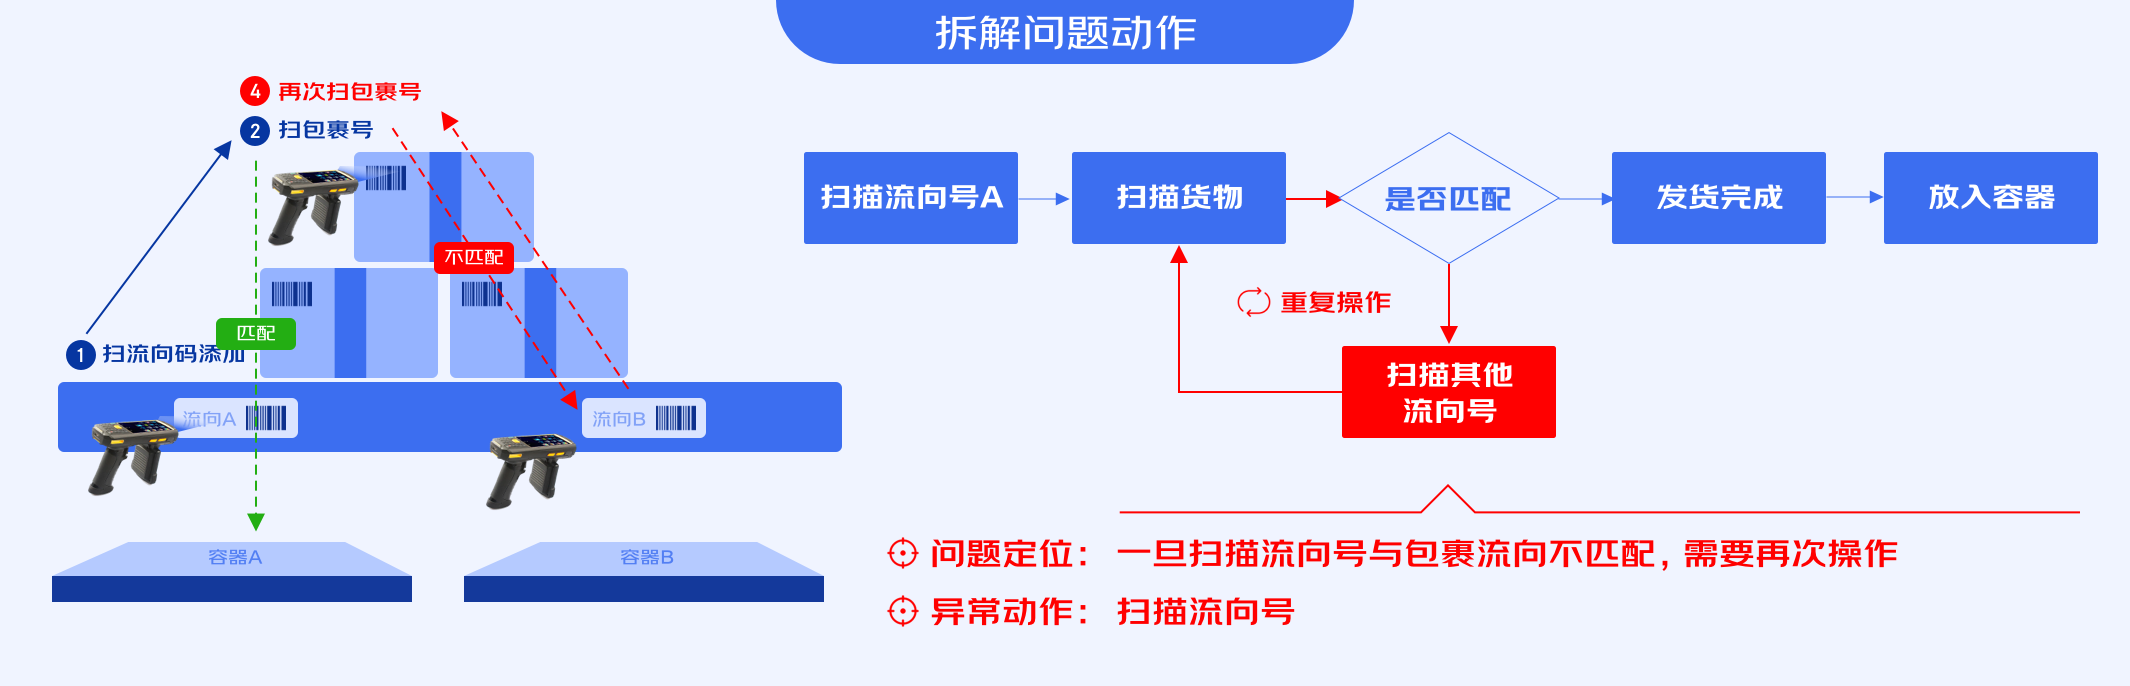 拆解问题动作
4 再次扫包裹号
2 扫包裹号
不匹配
匹配
1 扫流向码添加
流向A
流向B
容器A
容器B
扫描流向号A
扫描货物
是否匹配
发货完成
放入容器
重复操作
扫描其他
流向号
问题定位： 一旦扫描流向号与包裹流向不匹配，需要再次操作
异常动作： 扫描流向号